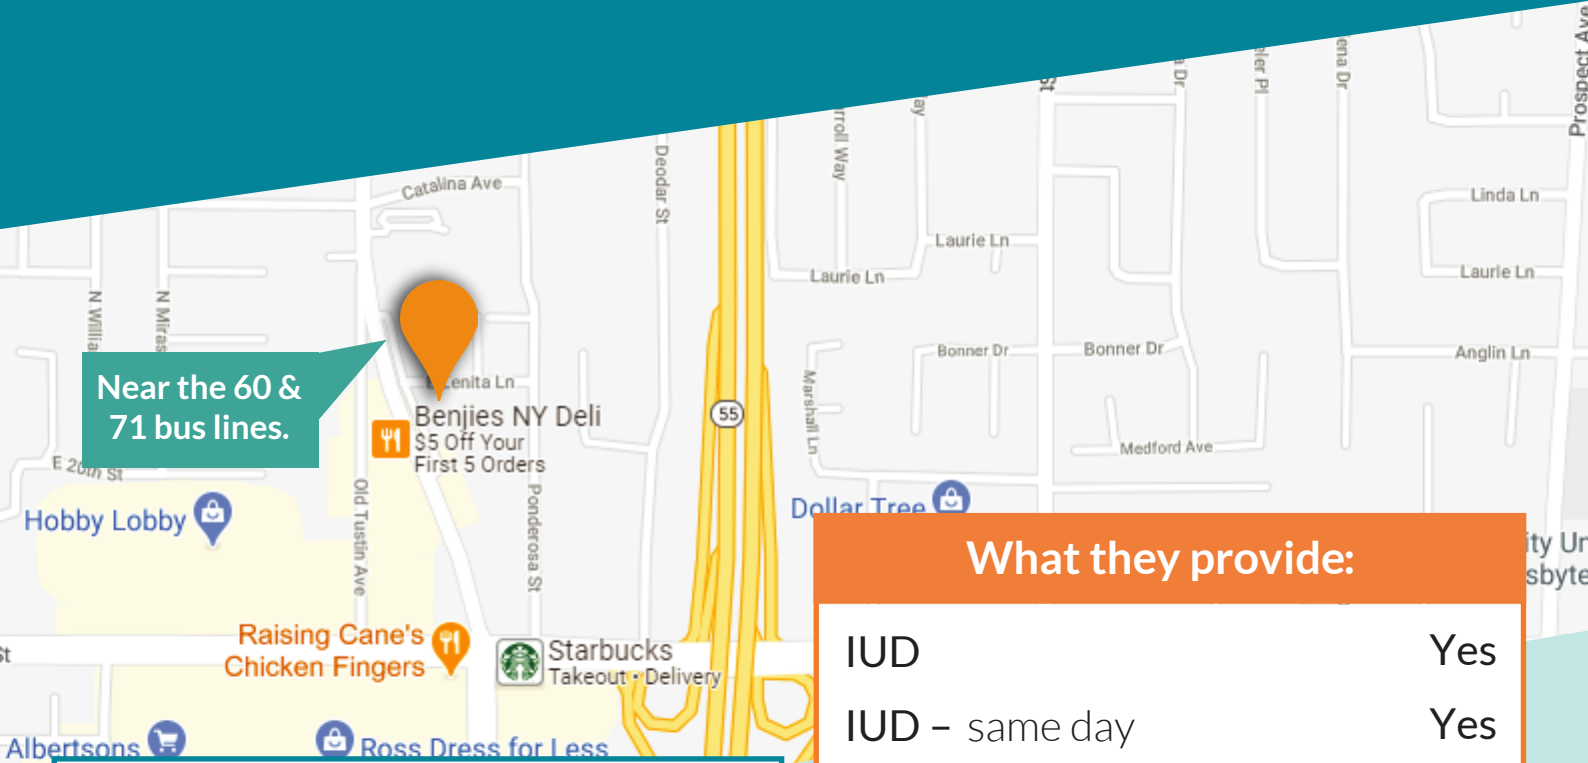 Prospect Ave
Catalina Ave
Deodar St
Linda Ln
Laurie Ln
Laurie Ln
Laurie Ln
Near the 60 &
71 bus lines.
Benjies NY Deli
$5 Off Your
First 5 Orders
55
Bonner Dr
Bonner Dr
Anglin Ln
Marshall Ln
Medford Ave
E 20th St
Hobby Lobby
Old Tustin Ave
Ponderosa St
Dollar Tree
What they provide:
Raising Cane's
Chicken Fingers
Starbucks
Takeout • Delivery
IUD Yes
IUD – same day Yes
Albertsons
Ross Dress for Less